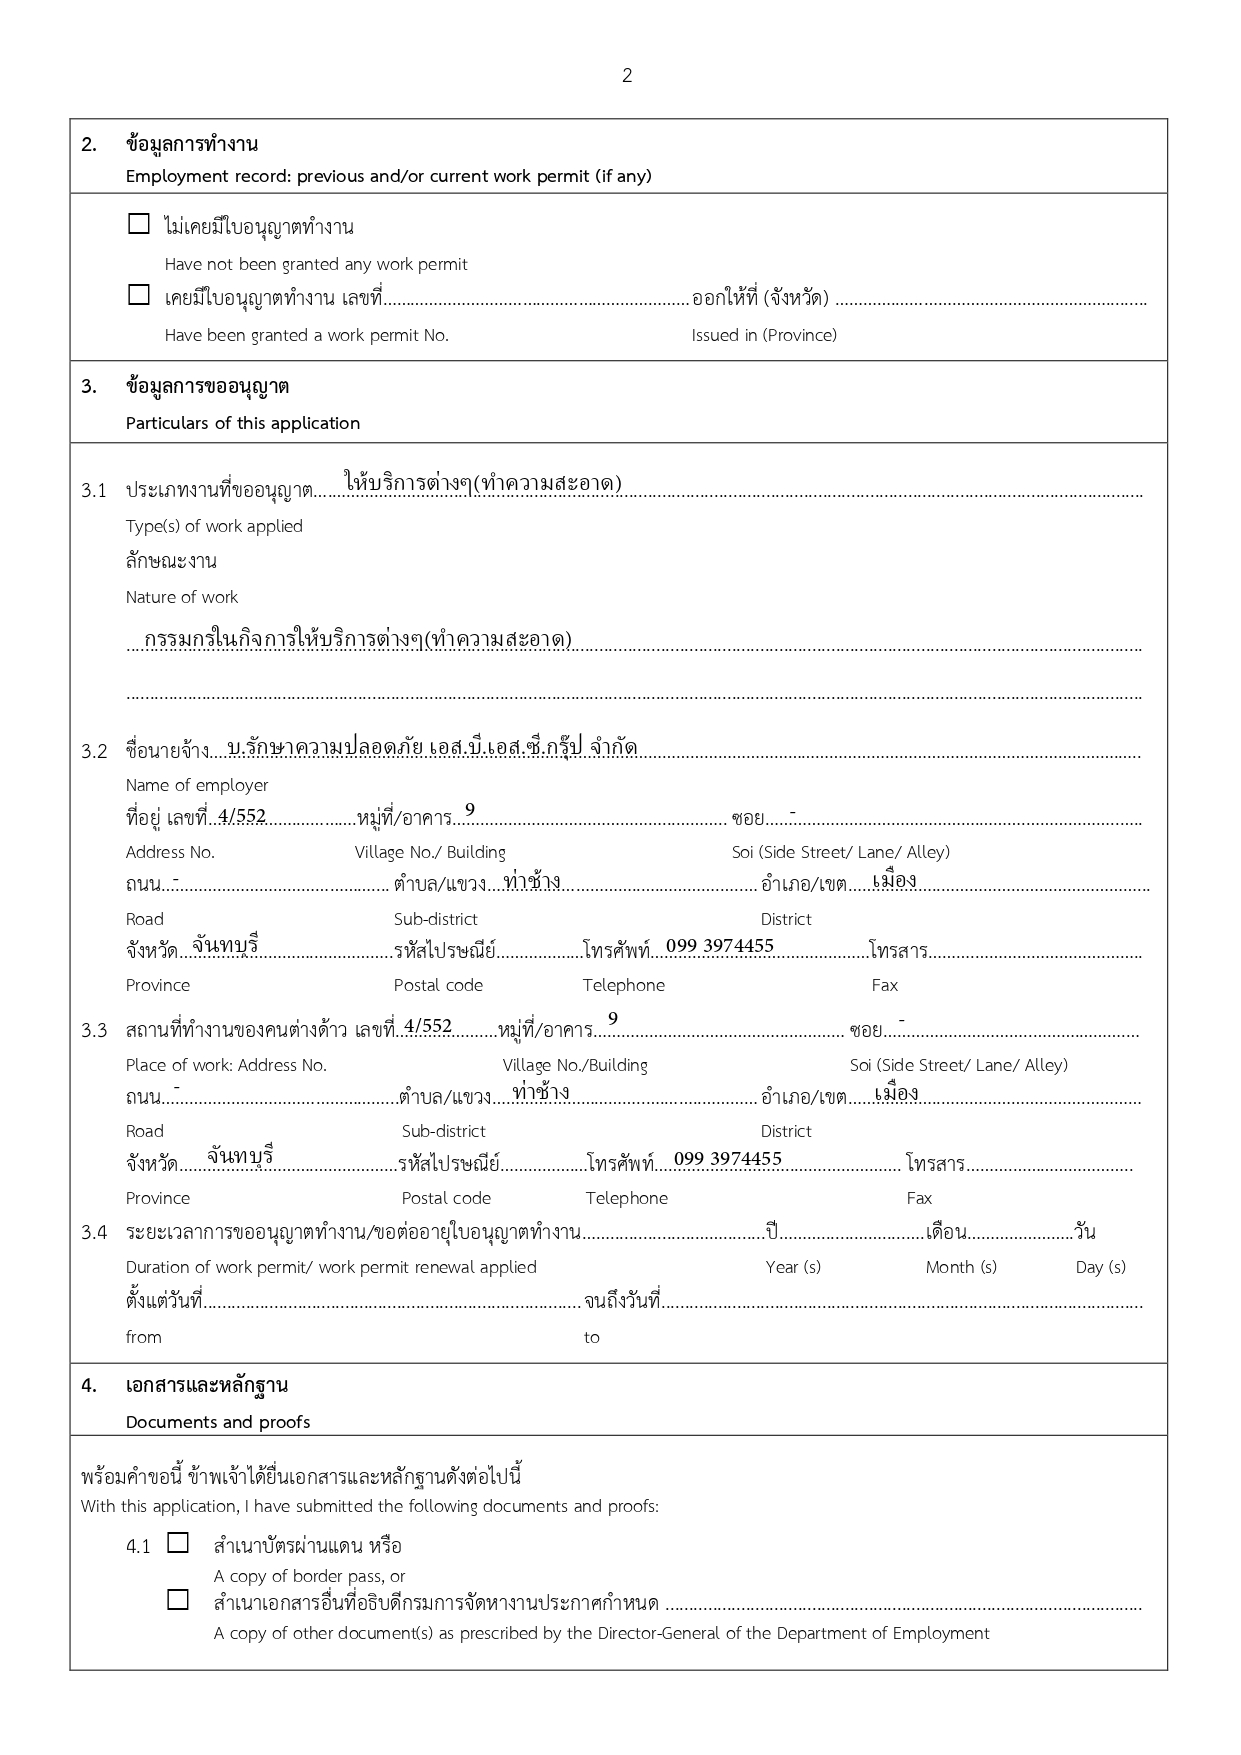 2
2. ข้อมูลการทำงาน
Employment record: previous and/or current work permit (if any)
☐ ไม่เคยมีใบอนุญาตทำงาน
Have not been granted any work permit
☐ เคยมีใบอนุญาตทำงาน เลขที่..........ออกให้ที่ (จังหวัด) ..........
Have been granted a work permit No. Issued in (Province)
3. ข้อมูลการขออนุญาต
Particulars of this application
3.1 ประเภทงานที่ขออนุญาต....ให้บริการต่างๆ(ทำความสะอาด)..........
Type(s) of work applied
ลักษณะงาน
Nature of work
....กรรมกรในกิจการให้บริการต่างๆ(ทำความสะอาด)..........
..........
3.2 ชื่อนายจ้าง....บ.รักษาความปลอดภัย เอส.บี.เอส.ซี.กรุ๊ป จำกัด..........
Name of employer
ที่อยู่ เลขที่..4/552..........หมู่ที่/อาคาร..9.......... ซอย.....-..........
Address No. Village No./ Building Soi (Side Street/ Lane/ Alley)
ถนน..-.......... ตำบล/แขวง...ท่าช้าง.......... อำเภอ/เขต.....เมือง..........
Road Sub-district District
จังหวัด...จันทบุรี..........รหัสไปรษณีย์..........โทรศัพท์...099 3974455..........โทรสาร..........
Province Postal code Telephone Fax
3.3 สถานที่ทำงานของคนต่างด้าว เลขที่..4/552..........หมู่ที่/อาคาร...9.......... ซอย...-..........
Place of work: Address No. Village No./Building Soi (Side Street/ Lane/ Alley)
ถนน..-..........ตำบล/แขวง....ท่าช้าง.......... อำเภอ/เขต.....เมือง..........
Road Sub-district District
จังหวัด.....จันทบุรี..........รหัสไปรษณีย์..........โทรศัพท์....099 3974455.......... โทรสาร..........
Province Postal code Telephone Fax
3.4 ระยะเวลาการขออนุญาตทำงาน/ขอต่ออายุใบอนุญาตทำงาน..........ปี..........เดือน..........วัน
Duration of work permit/ work permit renewal applied Year (s) Month (s) Day (s)
ตั้งแต่วันที่..........จนถึงวันที่..........
from to
4. เอกสารและหลักฐาน
Documents and proofs
พร้อมคำขอนี้ ข้าพเจ้าได้ยื่นเอกสารและหลักฐานดังต่อไปนี้
With this application, I have submitted the following documents and proofs:
4.1 ☐ สำเนาบัตรผ่านแดน หรือ
A copy of border pass, or
☐ สำเนาเอกสารอื่นที่อธิบดีกรมการจัดหางานประกาศกำหนด ..........
A copy of other document(s) as prescribed by the Director-General of the Department of Employment